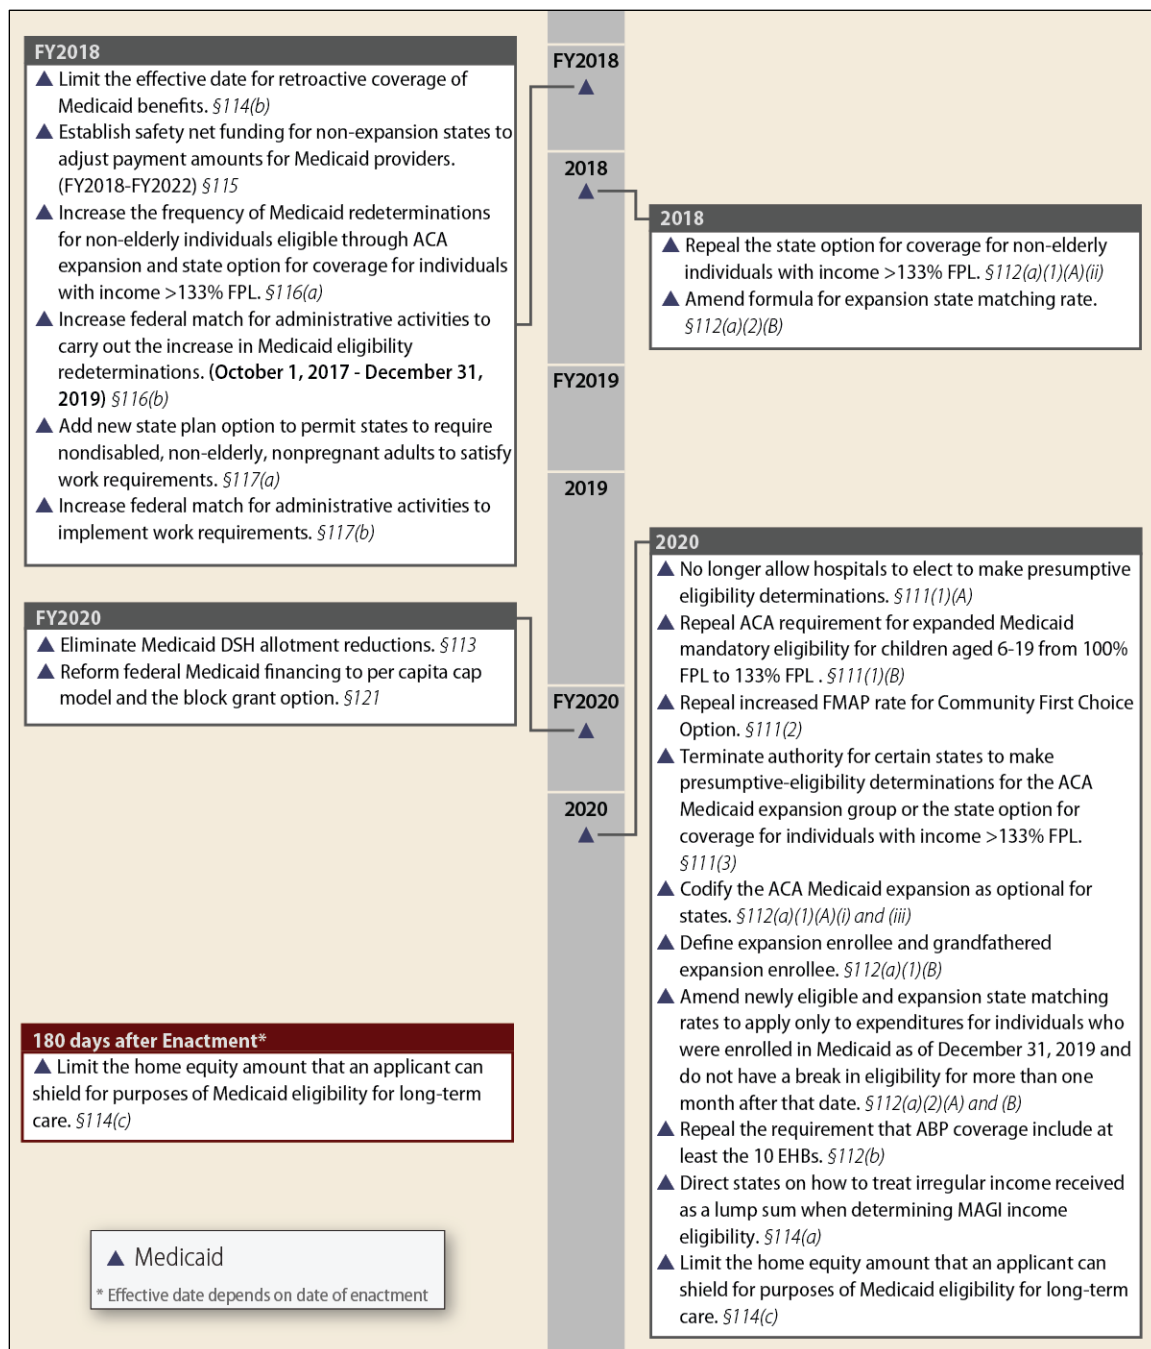 FY2018
▲ Limit the effective date for retroactive coverage of
Medicaid benefits. §114(b)
▲ Establish safety net funding for non-expansion states to
adjust payment amounts for Medicaid providers.
(FY2018-FY2022) §115
▲ Increase the frequency of Medicaid redeterminations
for non-elderly individuals eligible through ACA
expansion and state option for coverage for individuals
with income >133% FPL. §116(a)
▲ Increase federal match for administrative activities to
carry out the increase in Medicaid eligibility
redeterminations. (October 1, 2017 - December 31,
2019) §116(b)
▲ Add new state plan option to permit states to require
nondisabled, non-elderly, nonpregnant adults to satisfy
work requirements. §117(a)
▲ Increase federal match for administrative activities to
implement work requirements. §117(b)
FY2020
▲ Eliminate Medicaid DSH allotment reductions. §113
▲ Reform federal Medicaid financing to per capita cap
model and the block grant option. §121
180 days after Enactment*
▲ Limit the home equity amount that an applicant can
shield for purposes of Medicaid eligibility for long-term
care. §114(c)
▲ Medicaid
* Effective date depends on date of enactment
FY2018
2018
FY2019
2019
FY2020
2020
2018
▲ Repeal the state option for coverage for non-elderly
individuals with income >133% FPL. §112(a)(1)(A)(ii)
▲ Amend formula for expansion state matching rate.
§112(a)(2)(B)
2020
▲ No longer allow hospitals to elect to make presumptive
eligibility determinations. §111(1)(A)
▲ Repeal ACA requirement for expanded Medicaid
mandatory eligibility for children aged 6-19 from 100%
FPL to 133% FPL . §111(1)(B)
▲ Repeal increased FMAP rate for Community First Choice
Option. §111(2)
▲ Terminate authority for certain states to make
presumptive-eligibility determinations for the ACA
Medicaid expansion group or the state option for
coverage for individuals with income >133% FPL.
§111(3)
▲ Codify the ACA Medicaid expansion as optional for
states. §112(a)(1)(A)(i) and (iii)
▲ Define expansion enrollee and grandfathered
expansion enrollee. §112(a)(1)(B)
▲ Amend newly eligible and expansion state matching
rates to apply only to expenditures for individuals who
were enrolled in Medicaid as of December 31, 2019 and
do not have a break in eligibility for more than one
month after that date. §112(a)(2)(A) and (B)
▲ Repeal the requirement that ABP coverage include at
least the 10 EHBs. §112(b)
▲ Direct states on how to treat irregular income received
as a lump sum when determining MAGI income
eligibility. §114(a)
▲ Limit the home equity amount that an applicant can
shield for purposes of Medicaid eligibility for long-term
care. §114(c)